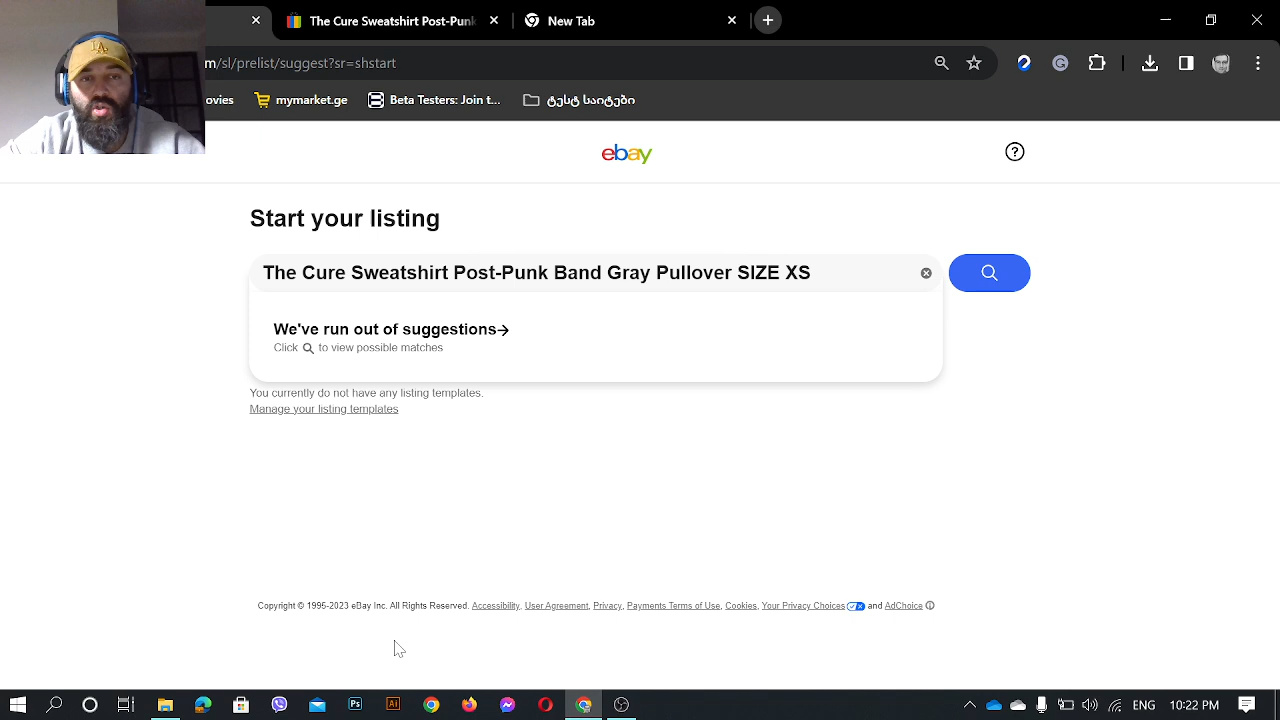 The Cure Sweatshirt Post-Punk
New Tab
m/sl/prelist/suggest?sr=shstart
ovies
mymarket.ge
Beta Testers: Join t...
ტესტ საიტები
ebay
Start your listing
The Cure Sweatshirt Post-Punk Band Gray Pullover SIZE XS
We've run out of suggestions→
Click to view possible matches
You currently do not have any listing templates.
Manage your listing templates
Copyright © 1995-2023 eBay Inc. All Rights Reserved. Accessibility, User Agreement, Privacy, Payments Terms of Use, Cookies, Your Privacy Choices and AdChoice
Ps
Ai
ENG
10:22 PM